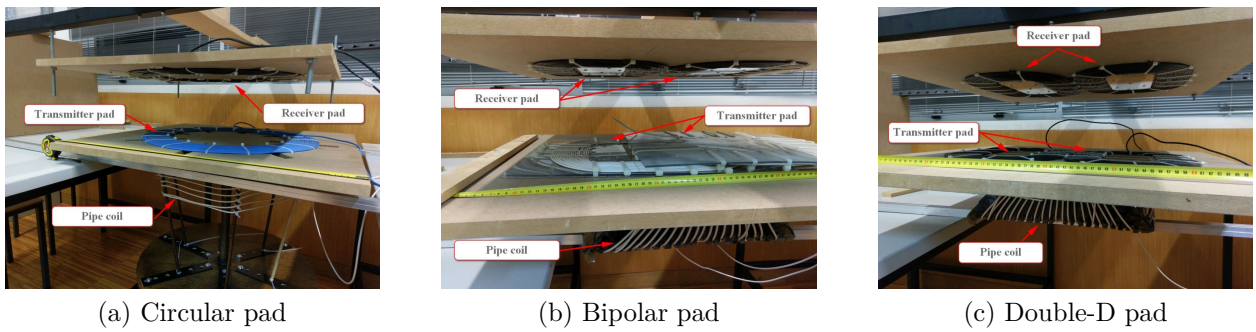 Transmitter pad
Receiver pad
Pipe coil
(a) Circular pad
Receiver pad
Transmitter pad
Pipe coil
(b) Bipolar pad
Receiver pad
Transmitter pad
Pipe coil
(c) Double-D pad